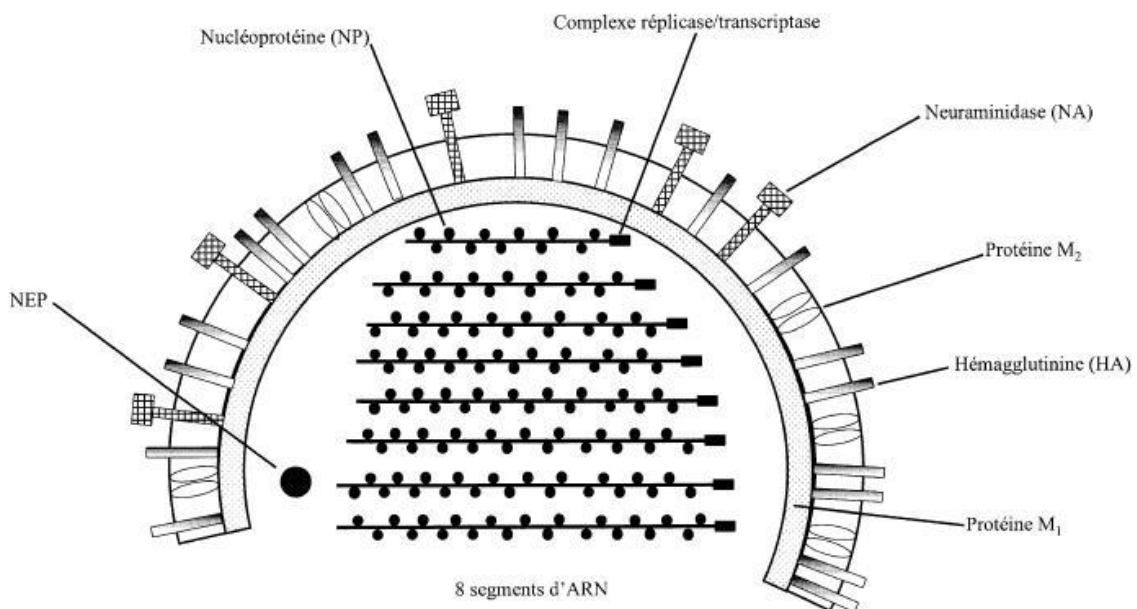 Complexe réplicase/transcriptase
Nucléoprotéine (NP)
Neuraminidase (NA)
Protéine M₂
NEP
Hémagglutinine (HA)
Protéine M₁
8 segments d’ARN